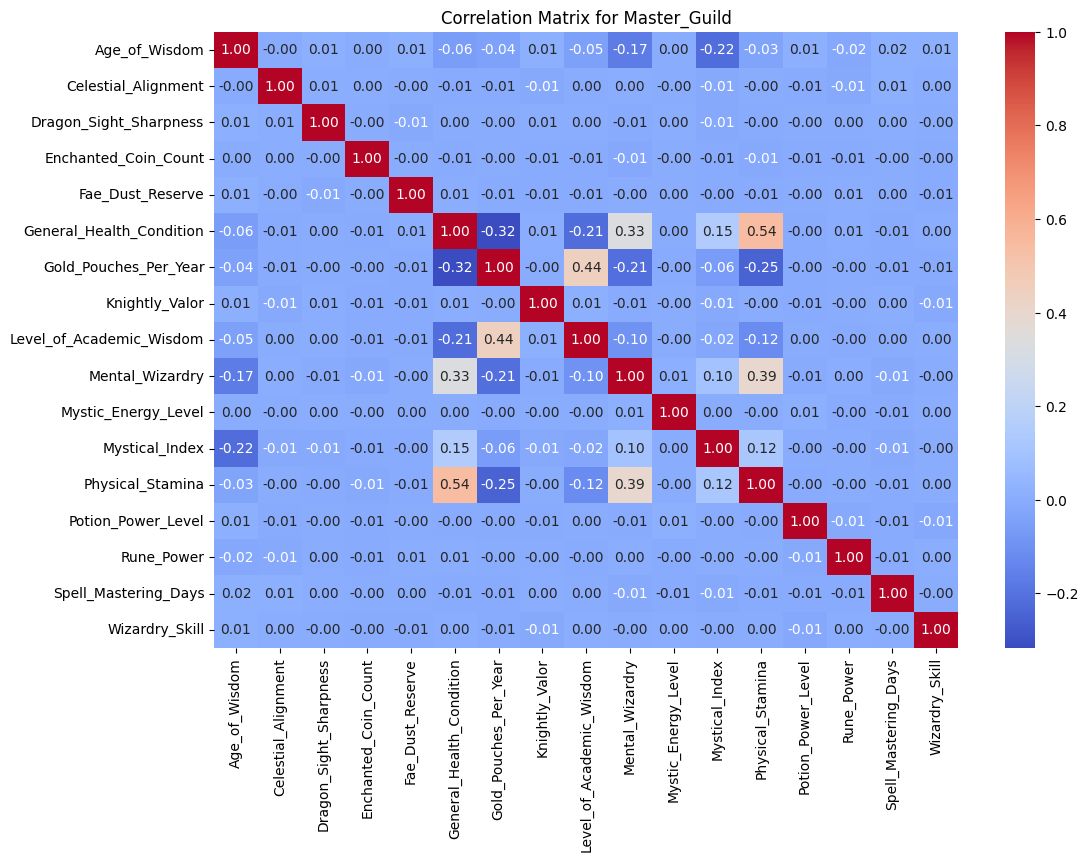 Correlation Matrix for Master_Guild
Age_of_Wisdom 1.00 -0.00 0.01 0.00 0.01 -0.06 -0.04 0.01 -0.05 -0.17 0.00 -0.22 -0.03 0.01 -0.02 0.02 0.01
Celestial_Alignment -0.00 1.00 0.01 0.00 -0.00 -0.01 -0.01 -0.01 0.00 0.00 -0.00 -0.01 -0.00 -0.00 -0.01 0.01 0.00
Dragon_Sight_Sharpness 0.01 0.01 1.00 -0.00 -0.01 0.00 -0.00 0.01 0.00 -0.01 0.00 -0.01 -0.00 -0.00 0.00 0.00 -0.00
Enchanted_Coin_Count 0.00 0.00 -0.00 1.00 -0.00 -0.01 -0.00 -0.01 -0.01 -0.01 -0.00 -0.01 -0.01 -0.00 -0.01 -0.00 -0.00
Fae_Dust_Reserve 0.01 -0.00 -0.01 -0.00 1.00 0.01 -0.01 -0.01 -0.01 -0.00 0.00 -0.00 -0.01 -0.00 0.01 0.00 -0.01
General_Health_Condition -0.06 -0.01 0.00 -0.01 0.01 1.00 -0.32 0.01 -0.21 0.33 0.00 0.15 0.54 -0.00 0.01 -0.01 0.00
Gold_Pouches_Per_Year -0.04 -0.01 -0.00 -0.00 -0.01 -0.32 1.00 -0.00 0.44 -0.21 -0.00 -0.06 -0.25 -0.00 -0.00 -0.01 -0.01
Knightly_Valor 0.01 -0.01 0.01 -0.01 -0.01 0.01 -0.00 1.00 0.01 -0.01 -0.00 -0.01 -0.00 0.00 -0.00 0.00 -0.01
Level_of_Academic_Wisdom -0.05 0.00 0.00 -0.01 -0.01 -0.21 0.44 0.01 1.00 -0.10 -0.00 -0.02 -0.12 0.00 -0.00 0.00 0.00
Mental_Wizardry -0.17 0.00 -0.01 -0.01 -0.00 0.33 -0.21 -0.01 -0.10 1.00 0.01 0.10 0.39 -0.01 0.00 -0.01 -0.00
Mystic_Energy_Level 0.00 -0.00 0.00 -0.00 0.00 0.00 -0.00 -0.00 -0.00 0.01 1.00 0.00 -0.00 0.01 -0.00 -0.01 0.00
Mystical_Index -0.22 -0.01 -0.01 -0.01 -0.00 0.15 -0.06 -0.01 -0.02 0.10 0.00 1.00 0.12 -0.00 -0.00 -0.01 -0.00
Physical_Stamina -0.03 -0.00 -0.00 -0.01 -0.01 0.54 -0.25 -0.00 -0.12 0.39 -0.00 0.12 1.00 -0.00 -0.00 -0.01 0.00
Potion_Power_Level 0.01 -0.01 -0.00 -0.00 -0.00 -0.00 -0.00 0.00 0.00 -0.01 0.01 -0.00 -0.00 1.00 -0.01 -0.01 -0.01
Rune_Power -0.02 -0.01 0.00 -0.01 0.01 0.01 -0.00 -0.00 -0.00 0.00 -0.00 -0.00 -0.00 -0.01 1.00 -0.01 0.00
Spell_Mastering_Days 0.02 0.01 0.00 -0.00 0.00 -0.01 -0.01 0.00 0.00 -0.01 -0.01 -0.01 -0.01 -0.01 -0.01 1.00 -0.00
Wizardry_Skill 0.01 0.00 -0.00 -0.00 -0.01 0.00 -0.01 -0.01 0.00 -0.00 0.00 -0.00 0.00 -0.01 0.00 -0.00 1.00
Age_of_Wisdom
Celestial_Alignment
Dragon_Sight_Sharpness
Enchanted_Coin_Count
Fae_Dust_Reserve
General_Health_Condition
Gold_Pouches_Per_Year
Knightly_Valor
Level_of_Academic_Wisdom
Mental_Wizardry
Mystic_Energy_Level
Mystical_Index
Physical_Stamina
Potion_Power_Level
Rune_Power
Spell_Mastering_Days
Wizardry_Skill
1.0
0.8
0.6
0.4
0.2
0.0
−0.2